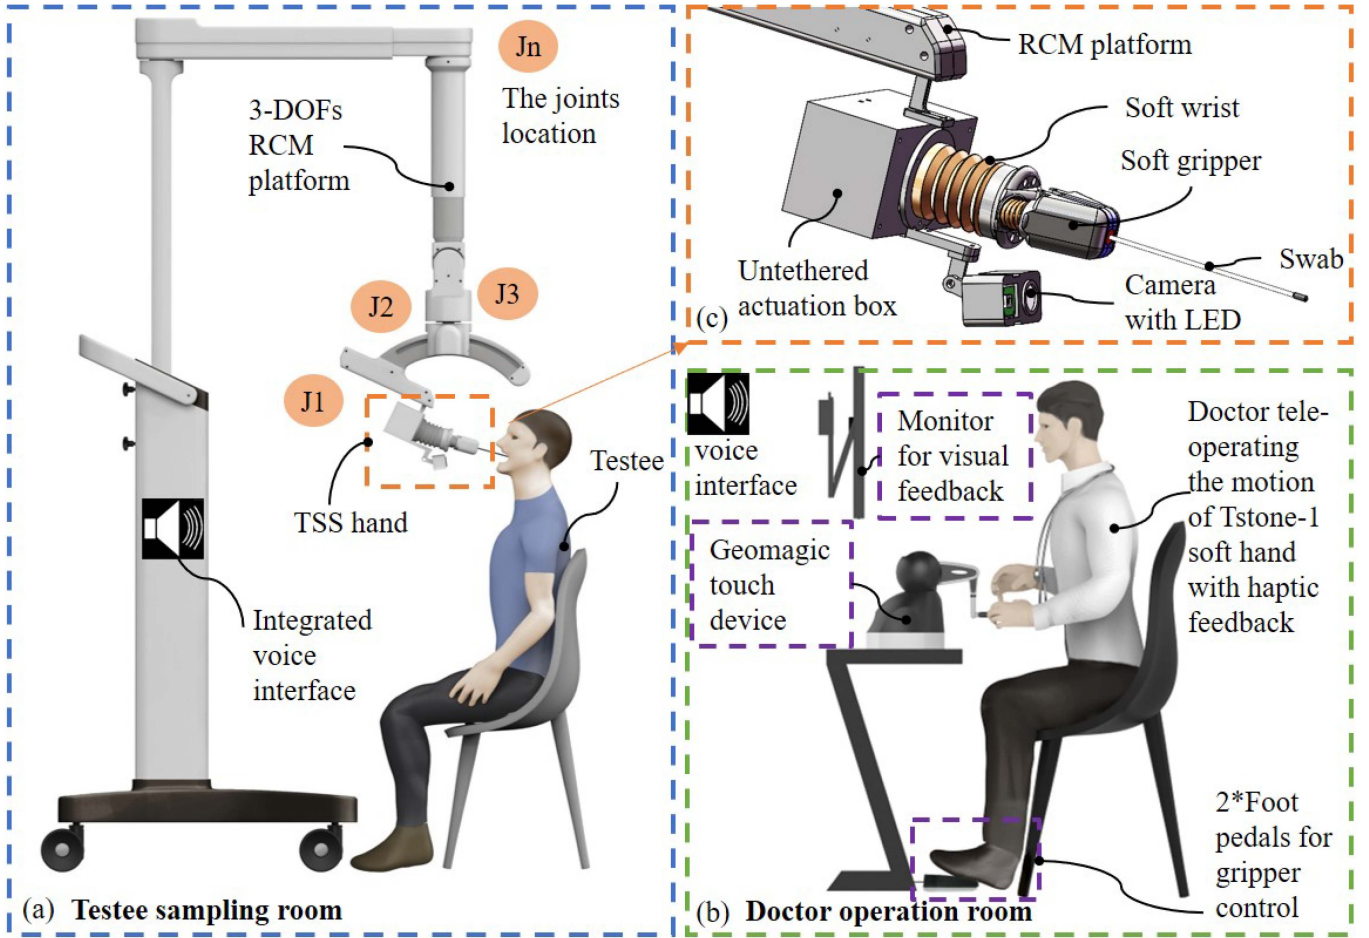 Jn
The joints
location
3-DOFs
RCM
platform
J2
J3
J1
TSS hand
Testee
Integrated
voice
interface
(a) Testee sampling room
RCM platform
Soft wrist
Soft gripper
Swab
Untethered
actuation box
Camera
with LED
(c)
voice
interface
Monitor
for visual
feedback
Geomagic
touch
device
Doctor tele-
operating
the motion
of Tstone-1
soft hand
with haptic
feedback
2*Foot
pedals for
gripper
control
(b) Doctor operation room